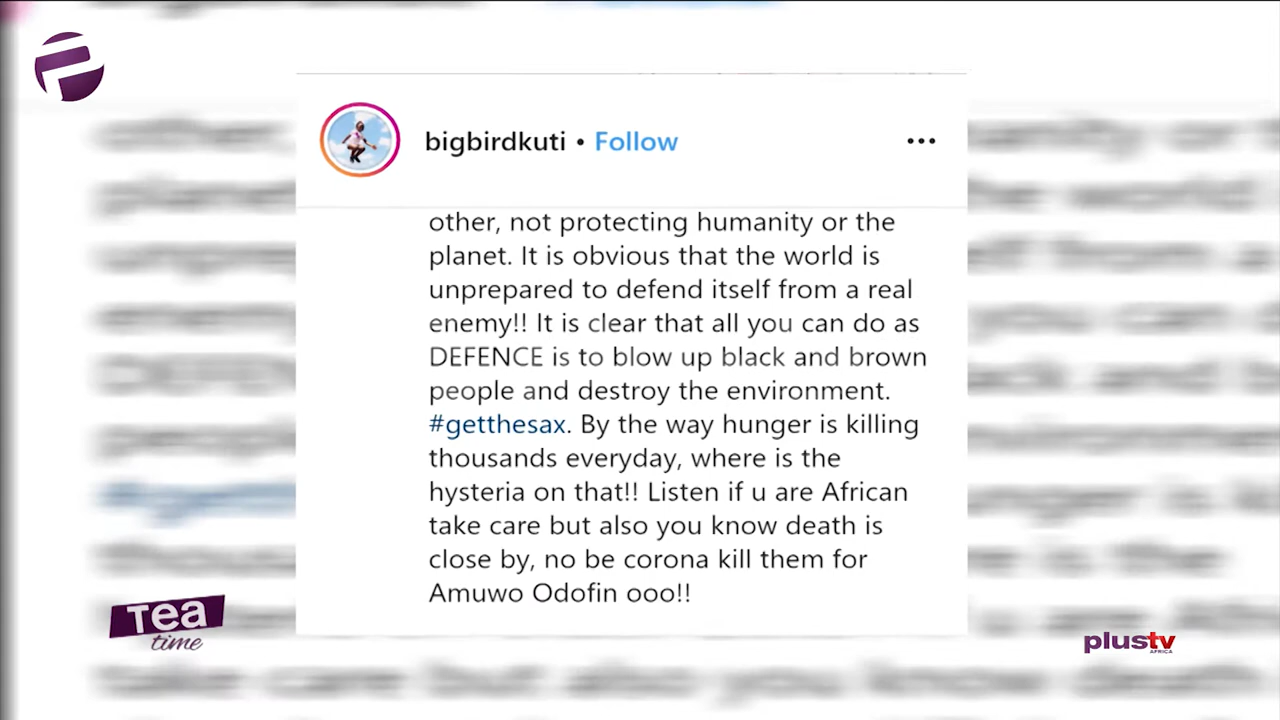 bigbirdkuti • Follow
other, not protecting humanity or the
planet. It is obvious that the world is
unprepared to defend itself from a real
enemy!! It is clear that all you can do as
DEFENCE is to blow up black and brown
people and destroy the environment.
#getthesax. By the way hunger is killing
thousands everyday, where is the
hysteria on that!! Listen if u are African
take care but also you know death is
close by, no be corona kill them for
Amuwo Odofin ooo!!
Tea
time
plustv
AFRICA